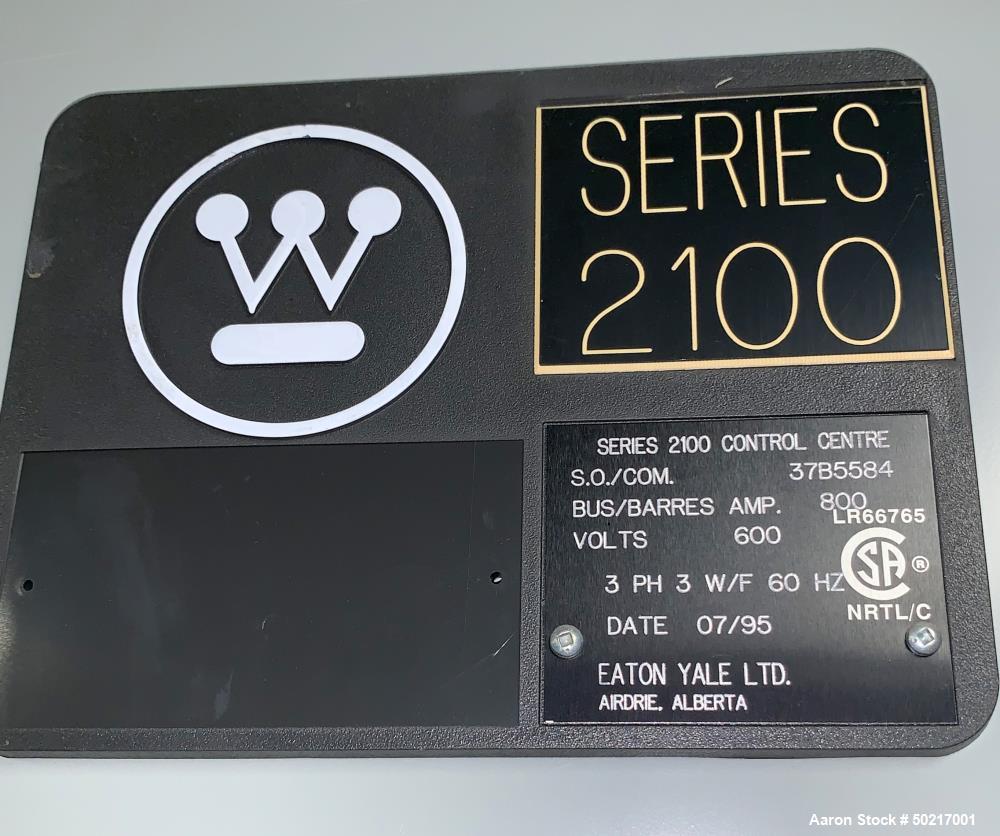 W
SERIES
2100
SERIES 2100 CONTROL CENTRE
S.O./COM. 37B5584
BUS/BARRES AMP. 800
LR66765
VOLTS 600
CSA ®
3 PH 3 W/F 60 HZ
NRTL/C
DATE 07/95
EATON YALE LTD.
AIRDRIE, ALBERTA
Aaron Stock # 50217001